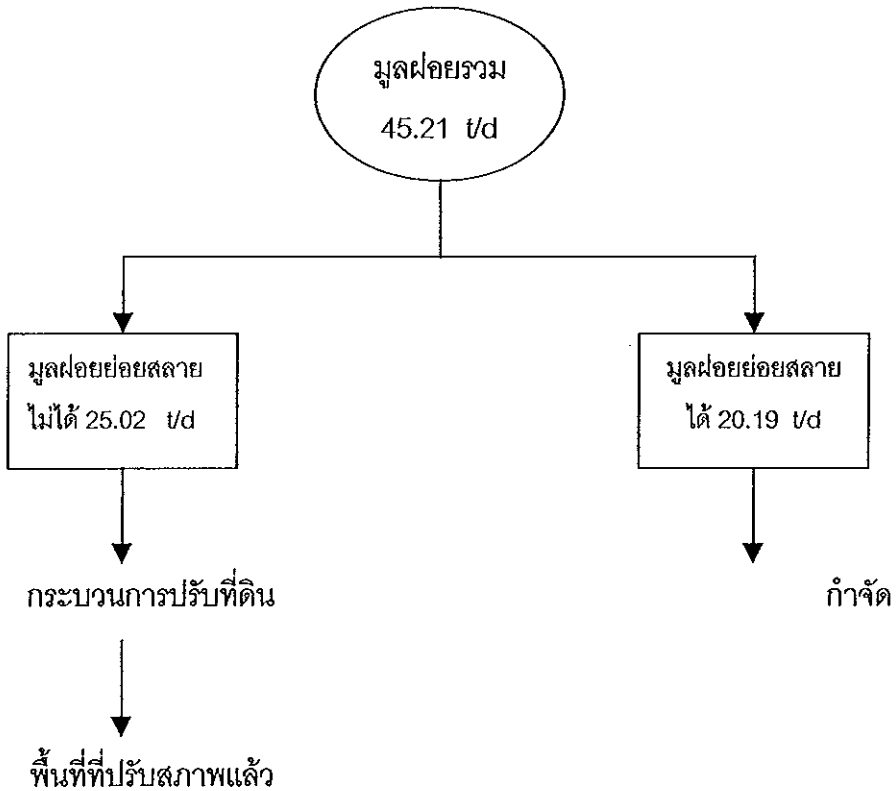 มูลฝอยรวม
45.21 t/d
มูลฝอยย่อยสลาย
ไม่ได้ 25.02 t/d
มูลฝอยย่อยสลาย
ได้ 20.19 t/d
กระบวนการปรับที่ดิน
กำจัด
พื้นที่ที่ปรับสภาพแล้ว